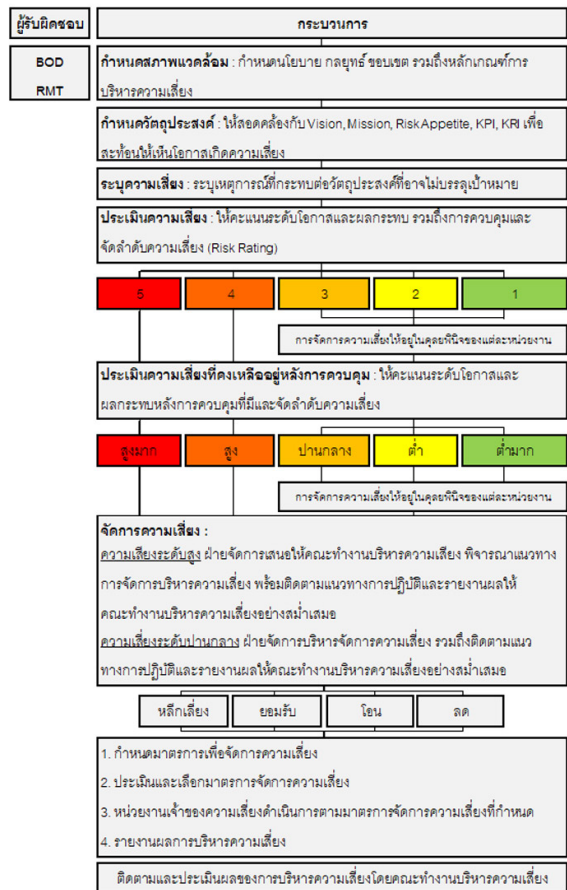 ผู้รับผิดชอบ
กระบวนการ
BOD
RMT
กำหนดสภาพแวดล้อม : กำหนดนโยบาย กลยุทธ์ ขอบเขต รวมถึงหลักเกณฑ์การ
บริหารความเสี่ยง
กำหนดวัตถุประสงค์ : ให้สอดคล้องกับ Vision, Mission, Risk Appetite, KPI, KRI เพื่อ
สะท้อนให้เห็นโอกาสเกิดความเสี่ยง
ระบุความเสี่ยง : ระบุเหตุการณ์ที่กระทบต่อวัตถุประสงค์ที่อาจไม่บรรลุเป้าหมาย
ประเมินความเสี่ยง : ให้คะแนนระดับโอกาสและผลกระทบ รวมถึงการควบคุมและ
จัดลำดับความเสี่ยง (Risk Rating)
5 4 3 2 1
การจัดการความเสี่ยงให้อยู่ในดุลยพินิจของแต่ละหน่วยงาน
ประเมินความเสี่ยงที่คงเหลืออยู่หลังการควบคุม : ให้คะแนนระดับโอกาสและ
ผลกระทบหลังการควบคุมที่มีและจัดลำดับความเสี่ยง
สูงมาก สูง ปานกลาง ต่ำ ต่ำมาก
การจัดการความเสี่ยงให้อยู่ในดุลยพินิจของแต่ละหน่วยงาน
จัดการความเสี่ยง :
ความเสี่ยงระดับสูง ฝ่ายจัดการเสนอให้คณะทำงานบริหารความเสี่ยง พิจารณาแนวทาง
การจัดการบริหารความเสี่ยง พร้อมติดตามแนวทางการปฏิบัติและรายงานผลให้
คณะทำงานบริหารความเสี่ยงอย่างสม่ำเสมอ
ความเสี่ยงระดับปานกลาง ฝ่ายจัดการบริหารจัดการความเสี่ยง รวมถึงติดตามแนว
ทางการปฏิบัติและรายงานผลให้คณะทำงานบริหารความเสี่ยงอย่างสม่ำเสมอ
หลีกเลี่ยง ยอมรับ โอน ลด
1. กำหนดมาตรการเพื่อจัดการความเสี่ยง
2. ประเมินและเลือกมาตรการจัดการความเสี่ยง
3. หน่วยงานเจ้าของความเสี่ยงดำเนินการตามมาตรการจัดการความเสี่ยงที่กำหนด
4. รายงานผลการบริหารความเสี่ยง
ติดตามและประเมินผลของการบริหารความเสี่ยงโดยคณะทำงานบริหารความเสี่ยง